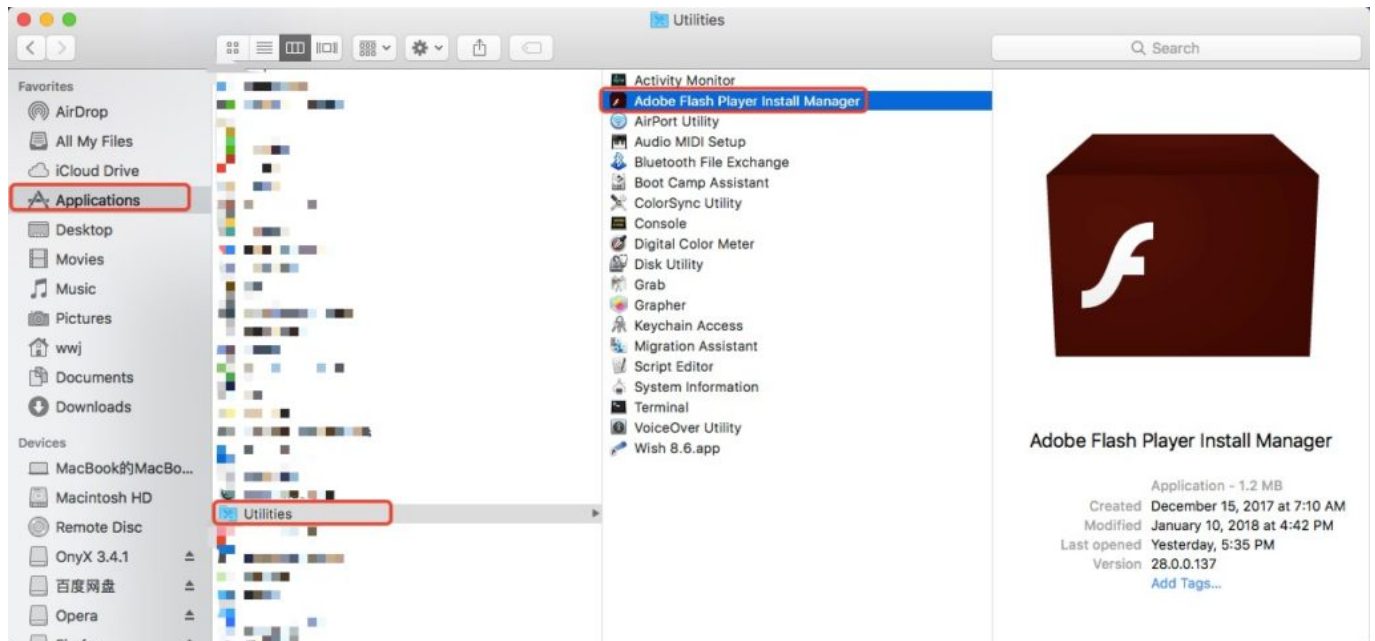 Utilities
Search
Favorites
AirDrop
All My Files
iCloud Drive
Applications
Desktop
Movies
Music
Pictures
wwj
Documents
Downloads
Devices
MacBook的MacBo...
Macintosh HD
Remote Disc
OnyX 3.4.1
百度网盘
Opera
Utilities
Activity Monitor
Adobe Flash Player Install Manager
AirPort Utility
Audio MIDI Setup
Bluetooth File Exchange
Boot Camp Assistant
ColorSync Utility
Console
Digital Color Meter
Disk Utility
Grab
Grapher
Keychain Access
Migration Assistant
Script Editor
System Information
Terminal
VoiceOver Utility
Wish 8.6.app
Adobe Flash Player Install Manager
Application - 1.2 MB
Created December 15, 2017 at 7:10 AM
Modified January 10, 2018 at 4:42 PM
Last opened Yesterday, 5:35 PM
Version 28.0.0.137
Add Tags...